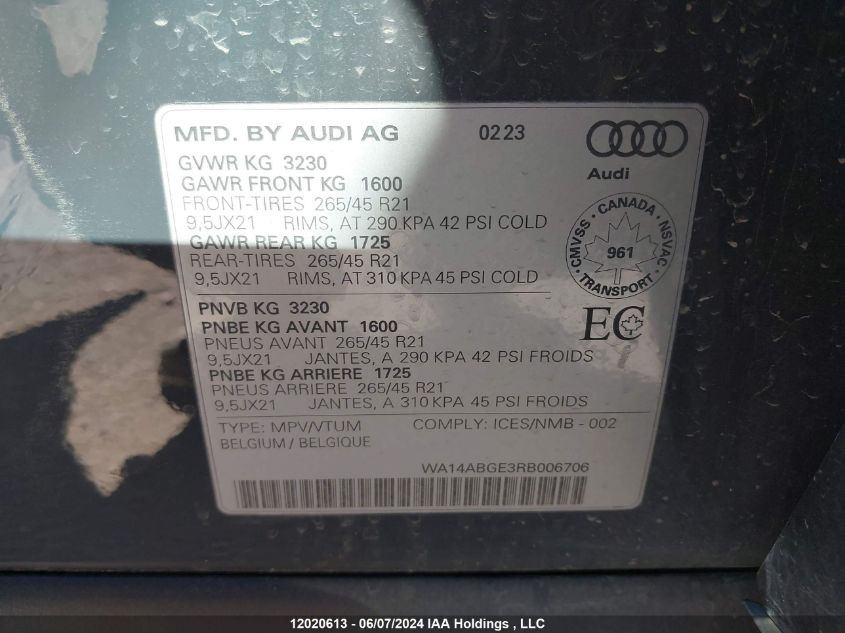 MFD. BY AUDI AG 0223
Audi
GVWR KG 3230
GAWR FRONT KG 1600
FRONT-TIRES 265/45 R21
9,5JX21 RIMS, AT 290 KPA 42 PSI COLD
GAWR REAR KG 1725
REAR-TIRES 265/45 R21
9,5JX21 RIMS, AT 310 KPA 45 PSI COLD
CMVSS · CANADA · NSVAC
961
TRANSPORT
PNVB KG 3230
PNBE KG AVANT 1600
PNEUS AVANT 265/45 R21
9,5JX21 JANTES, A 290 KPA 42 PSI FROIDS
PNBE KG ARRIERE 1725
PNEUS ARRIERE 265/45 R21
9,5JX21 JANTES, A 310 KPA 45 PSI FROIDS
EC
TYPE: MPV/VTUM COMPLY: ICES/NMB - 002
BELGIUM / BELGIQUE
WA14ABGE3RB006706
12020613 - 06/07/2024 IAA Holdings , LLC